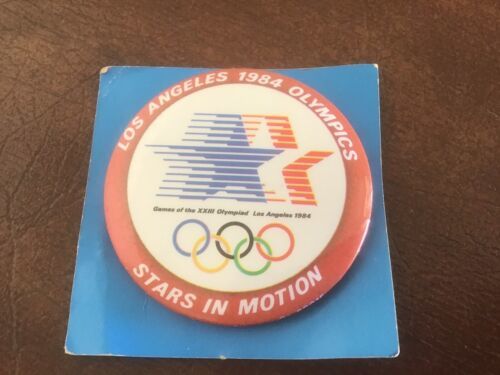 LOS ANGELES 1984 OLYMPICS
Games of the XXIII Olympiad Los Angeles 1984
STARS IN MOTION